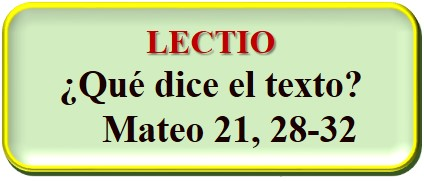 LECTIO
¿Qué dice el texto?
Mateo 21, 28-32